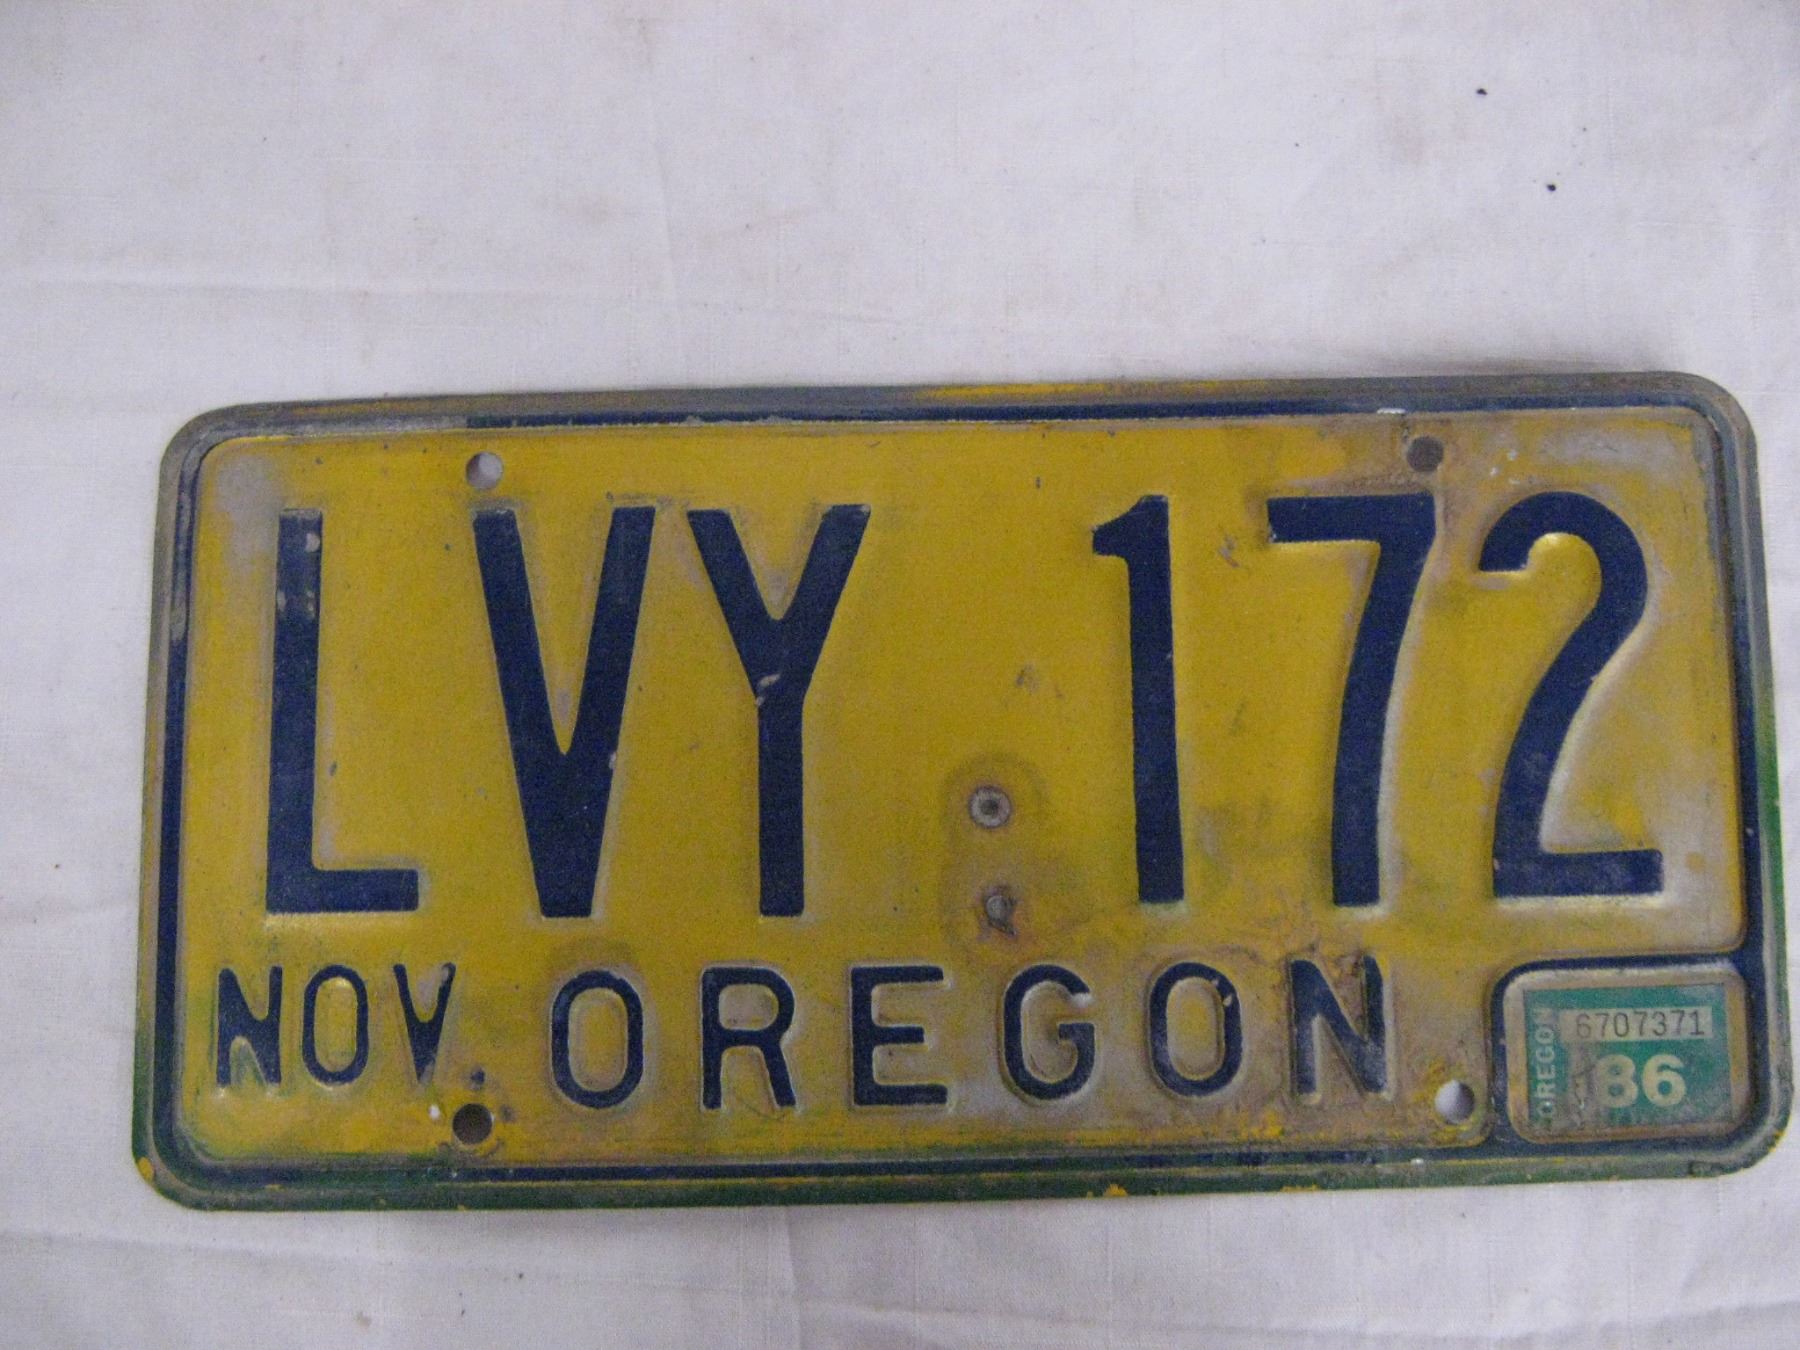 LVY 172
NOV. OREGON
OREGON
6707371
86